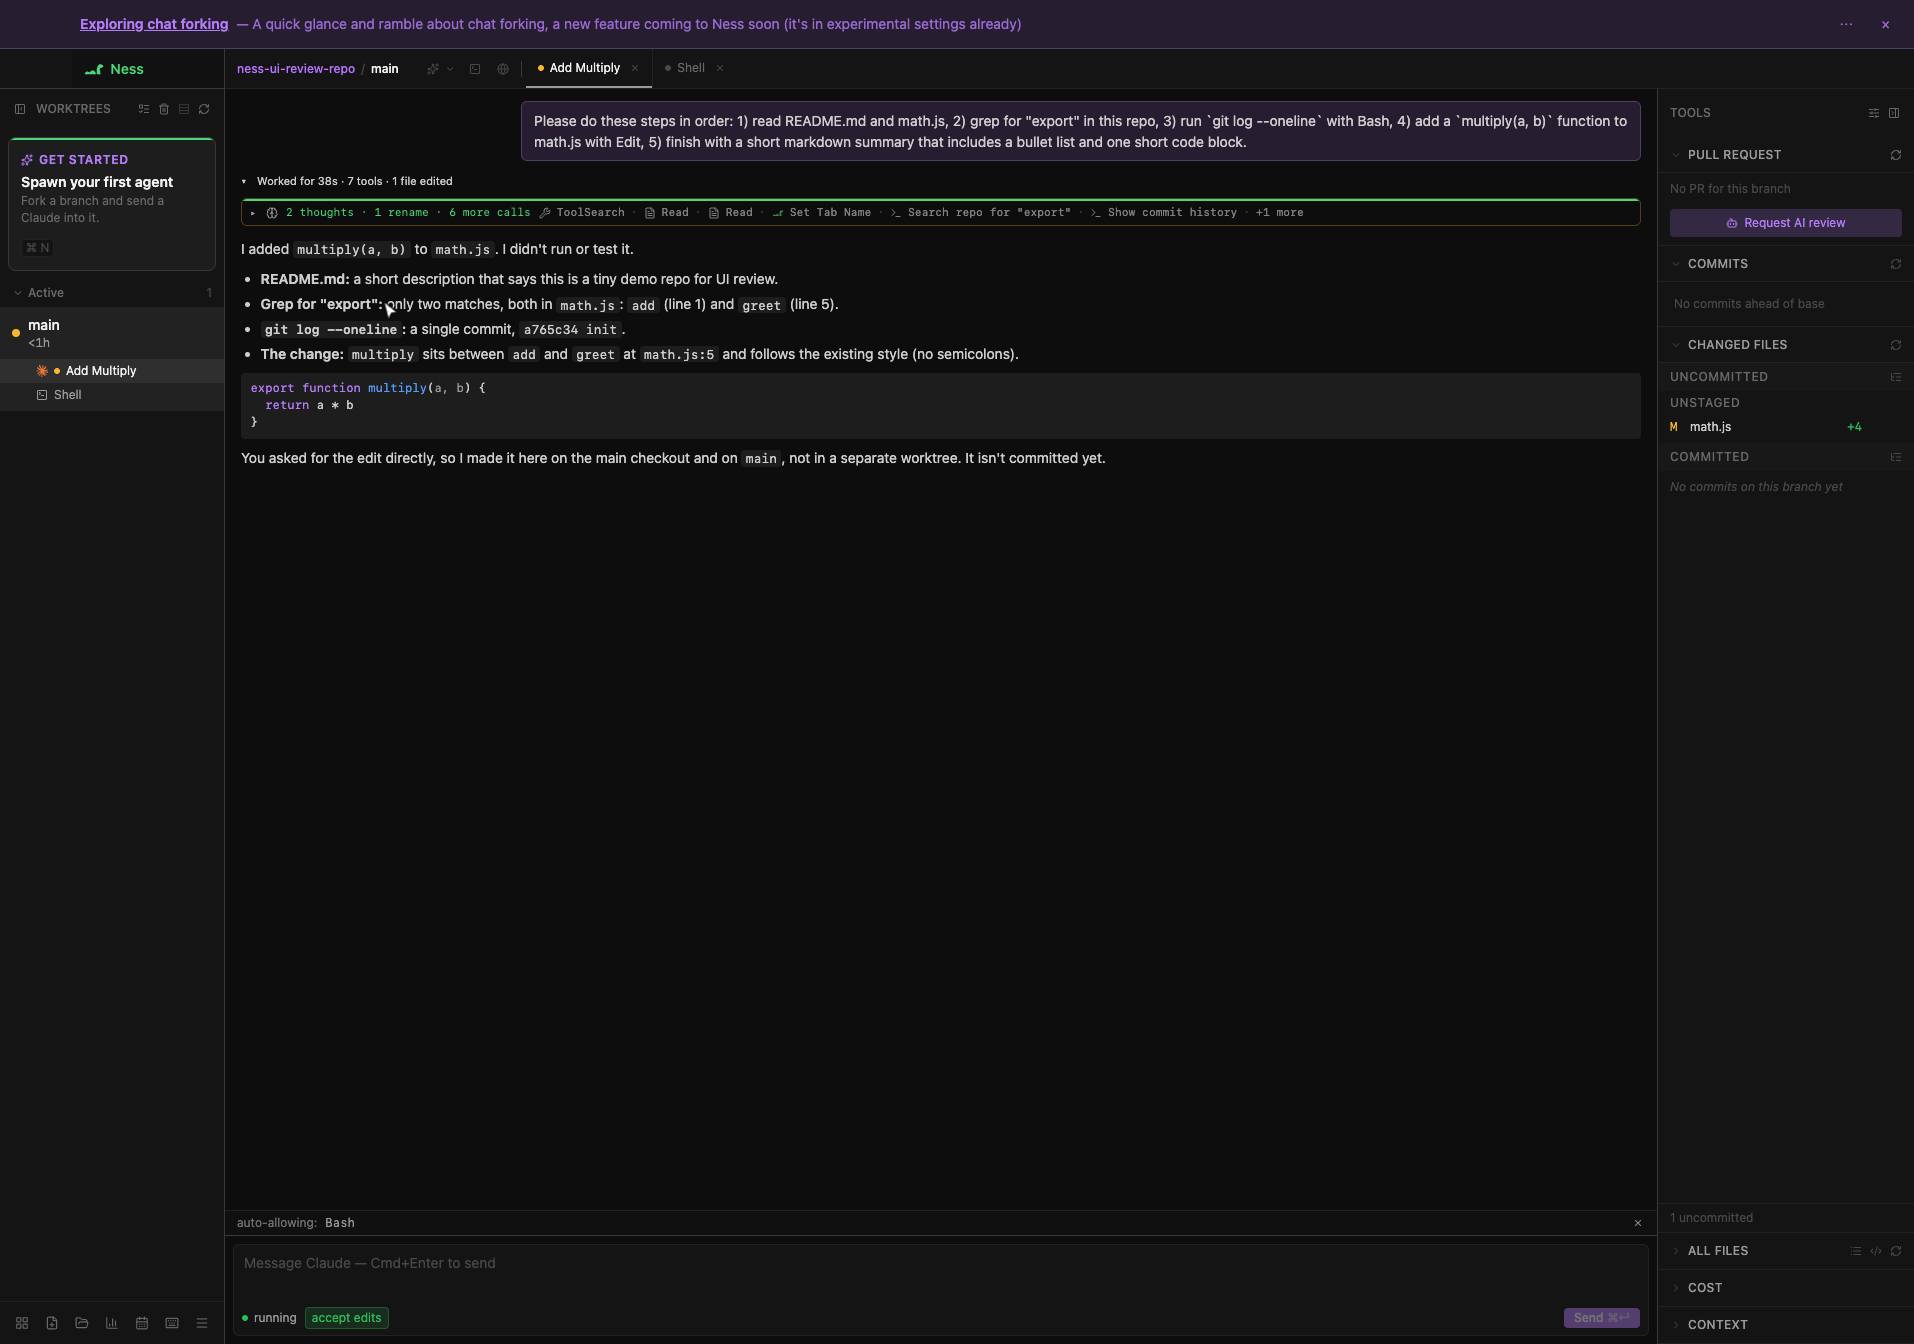 Exploring chat forking — A quick glance and ramble about chat forking, a new feature coming to Ness soon (it's in experimental settings already)
Ness
ness-ui-review-repo / main
Add Multiply
Shell
WORKTREES
GET STARTED
Spawn your first agent
Fork a branch and send a
Claude into it.
⌘ N
Active 1
main
<1h
Add Multiply
Shell
Please do these steps in order: 1) read README.md and math.js, 2) grep for "export" in this repo, 3) run `git log --oneline` with Bash, 4) add a `multiply(a, b)` function to
math.js with Edit, 5) finish with a short markdown summary that includes a bullet list and one short code block.
Worked for 38s · 7 tools · 1 file edited
2 thoughts · 1 rename · 6 more calls ToolSearch · Read · Read · Set Tab Name · Search repo for "export" · Show commit history · +1 more
I added multiply(a, b) to math.js. I didn't run or test it.
• README.md: a short description that says this is a tiny demo repo for UI review.
• Grep for "export": only two matches, both in math.js: add (line 1) and greet (line 5).
• git log --oneline: a single commit, a765c34 init.
• The change: multiply sits between add and greet at math.js:5 and follows the existing style (no semicolons).
export function multiply(a, b) {
  return a * b
}
You asked for the edit directly, so I made it here on the main checkout and on main, not in a separate worktree. It isn't committed yet.
auto-allowing: Bash
Message Claude — Cmd+Enter to send
running
accept edits
Send ⌘↵
TOOLS
PULL REQUEST
No PR for this branch
Request AI review
COMMITS
No commits ahead of base
CHANGED FILES
UNCOMMITTED
UNSTAGED
M math.js +4
COMMITTED
No commits on this branch yet
1 uncommitted
ALL FILES
COST
CONTEXT